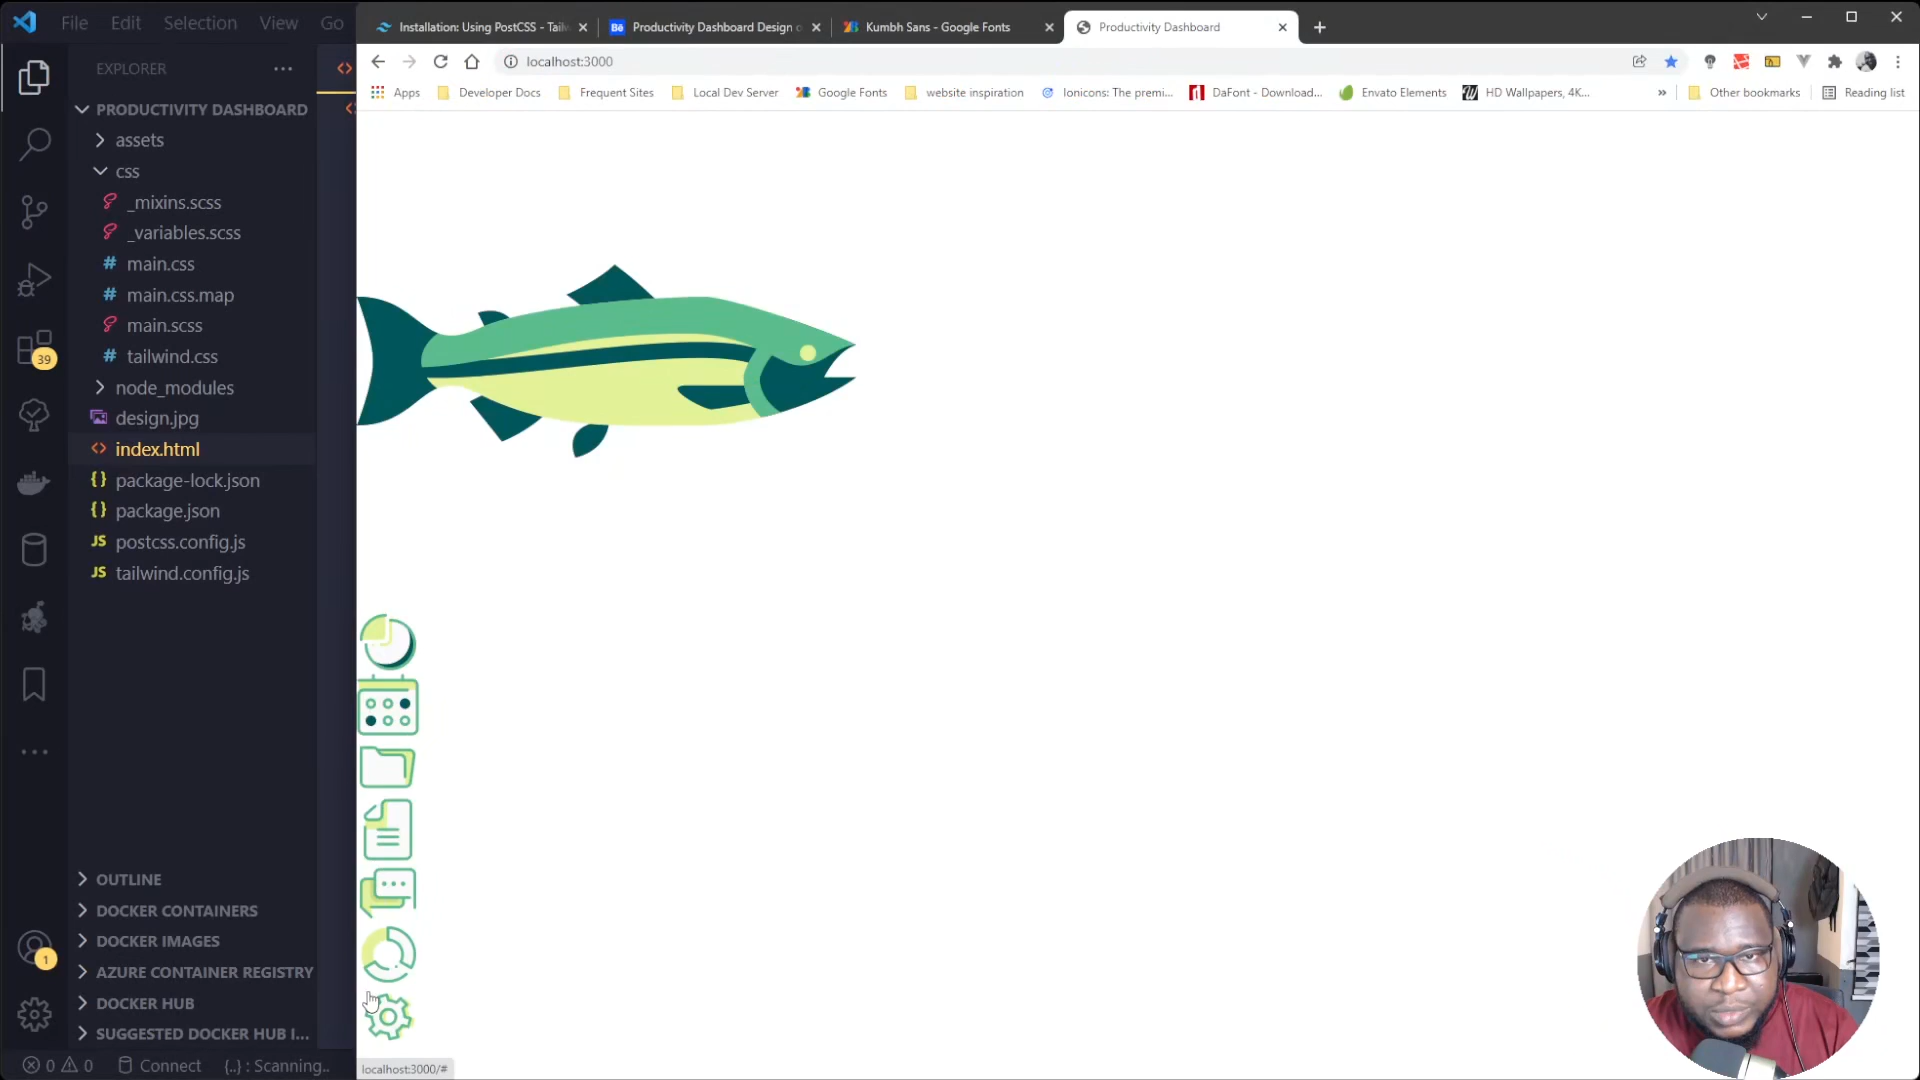 File Edit Selection View Go
Installation: Using PostCSS - Tailw
Productivity Dashboard Design o
Kumbh Sans - Google Fonts
Productivity Dashboard
localhost:3000
Apps
Developer Docs
Frequent Sites
Local Dev Server
Google Fonts
website inspiration
Ionicons: The premi...
DaFont - Download...
Envato Elements
HD Wallpapers, 4K...
»
Other bookmarks
Reading list
EXPLORER
PRODUCTIVITY DASHBOARD
assets
css
_mixins.scss
_variables.scss
# main.css
# main.css.map
main.scss
# tailwind.css
node_modules
design.jpg
<> index.html
{} package-lock.json
{} package.json
JS postcss.config.js
JS tailwind.config.js
39
OUTLINE
DOCKER CONTAINERS
DOCKER IMAGES
AZURE CONTAINER REGISTRY
DOCKER HUB
SUGGESTED DOCKER HUB I...
1
0 0 Connect {..} : Scanning..
localhost:3000/#